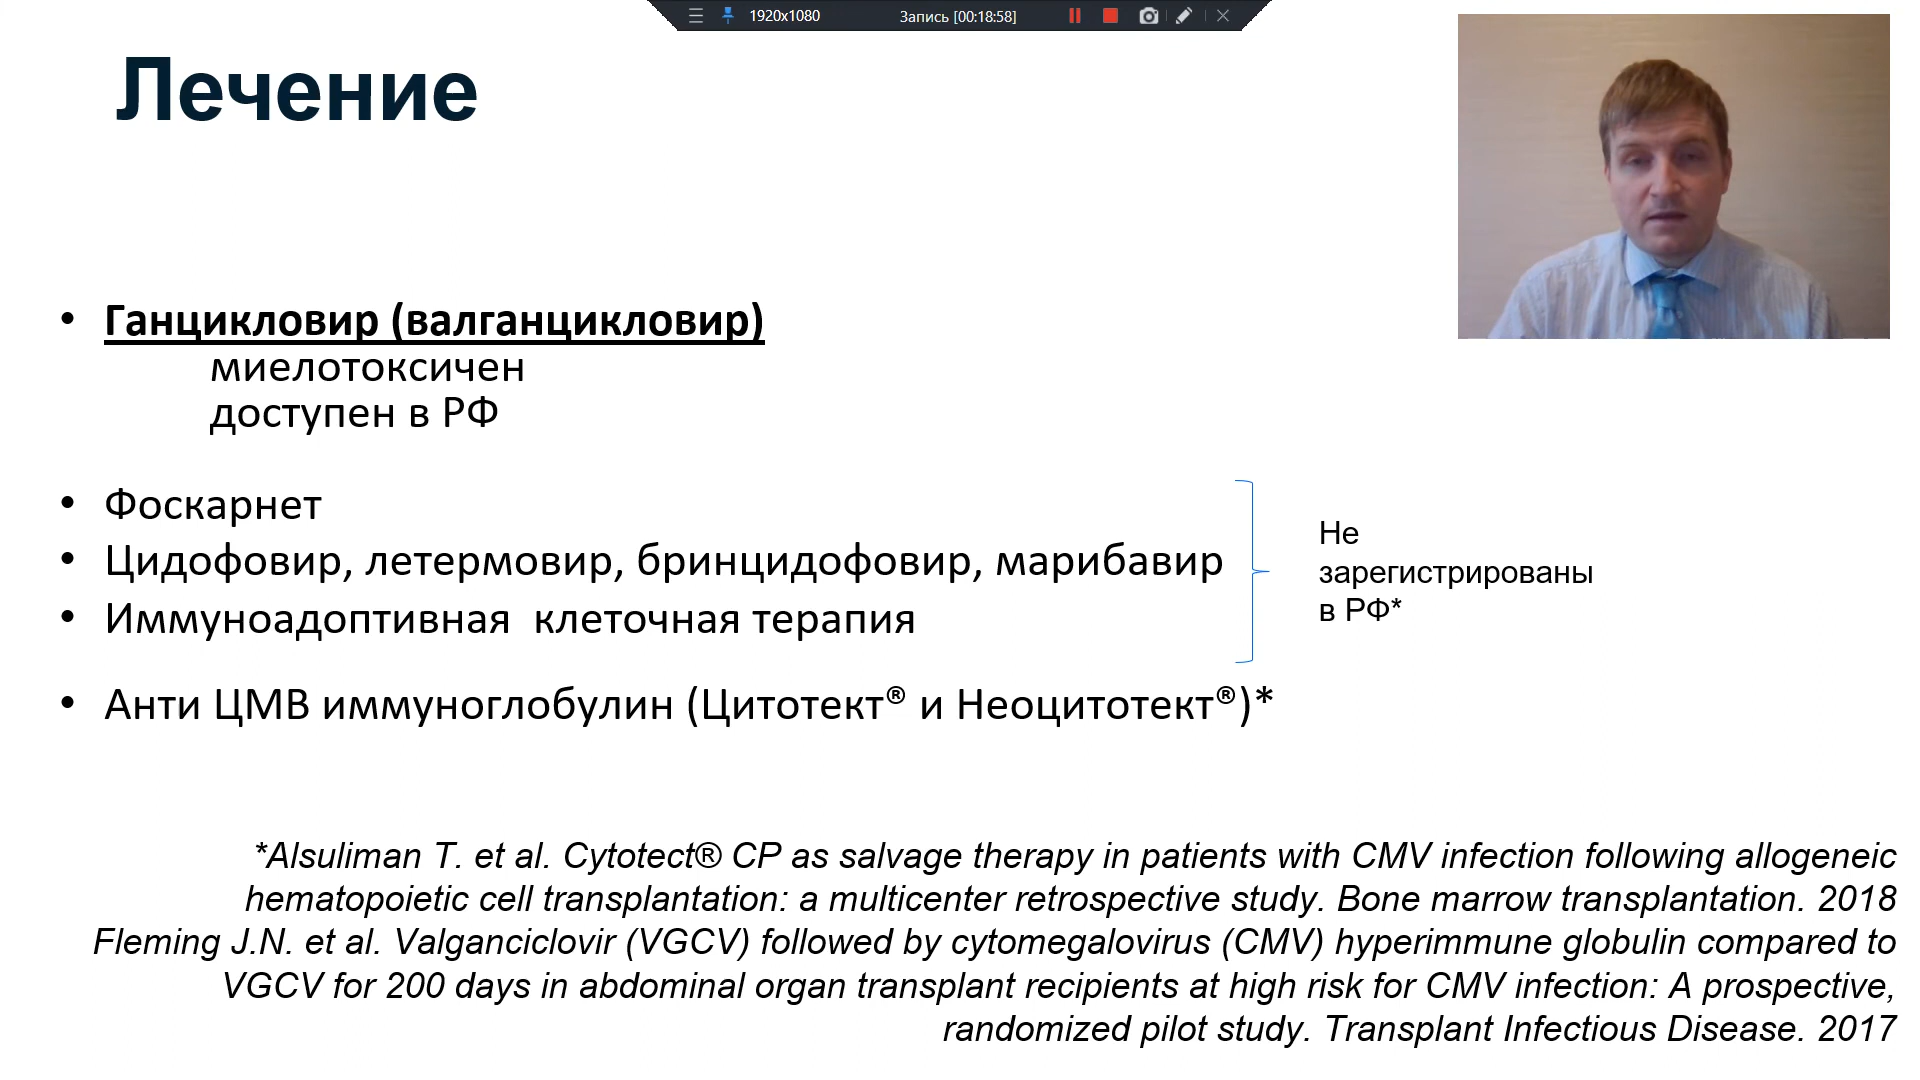 1920x1080 Запись [00:18:58]
Лечение
• Ганцикловир (валганцикловир)
миелотоксичен
доступен в РФ
• Фоскарнет
• Цидофовир, летермовир, бринцидофовир, марибавир
• Иммуноадоптивная клеточная терапия
Не
зарегистрированы
в РФ*
• Анти ЦМВ иммуноглобулин (Цитотект® и Неоцитотект®)*
*Alsuliman T. et al. Cytotect® CP as salvage therapy in patients with CMV infection following allogeneic
hematopoietic cell transplantation: a multicenter retrospective study. Bone marrow transplantation. 2018
Fleming J.N. et al. Valganciclovir (VGCV) followed by cytomegalovirus (CMV) hyperimmune globulin compared to
VGCV for 200 days in abdominal organ transplant recipients at high risk for CMV infection: A prospective,
randomized pilot study. Transplant Infectious Disease. 2017